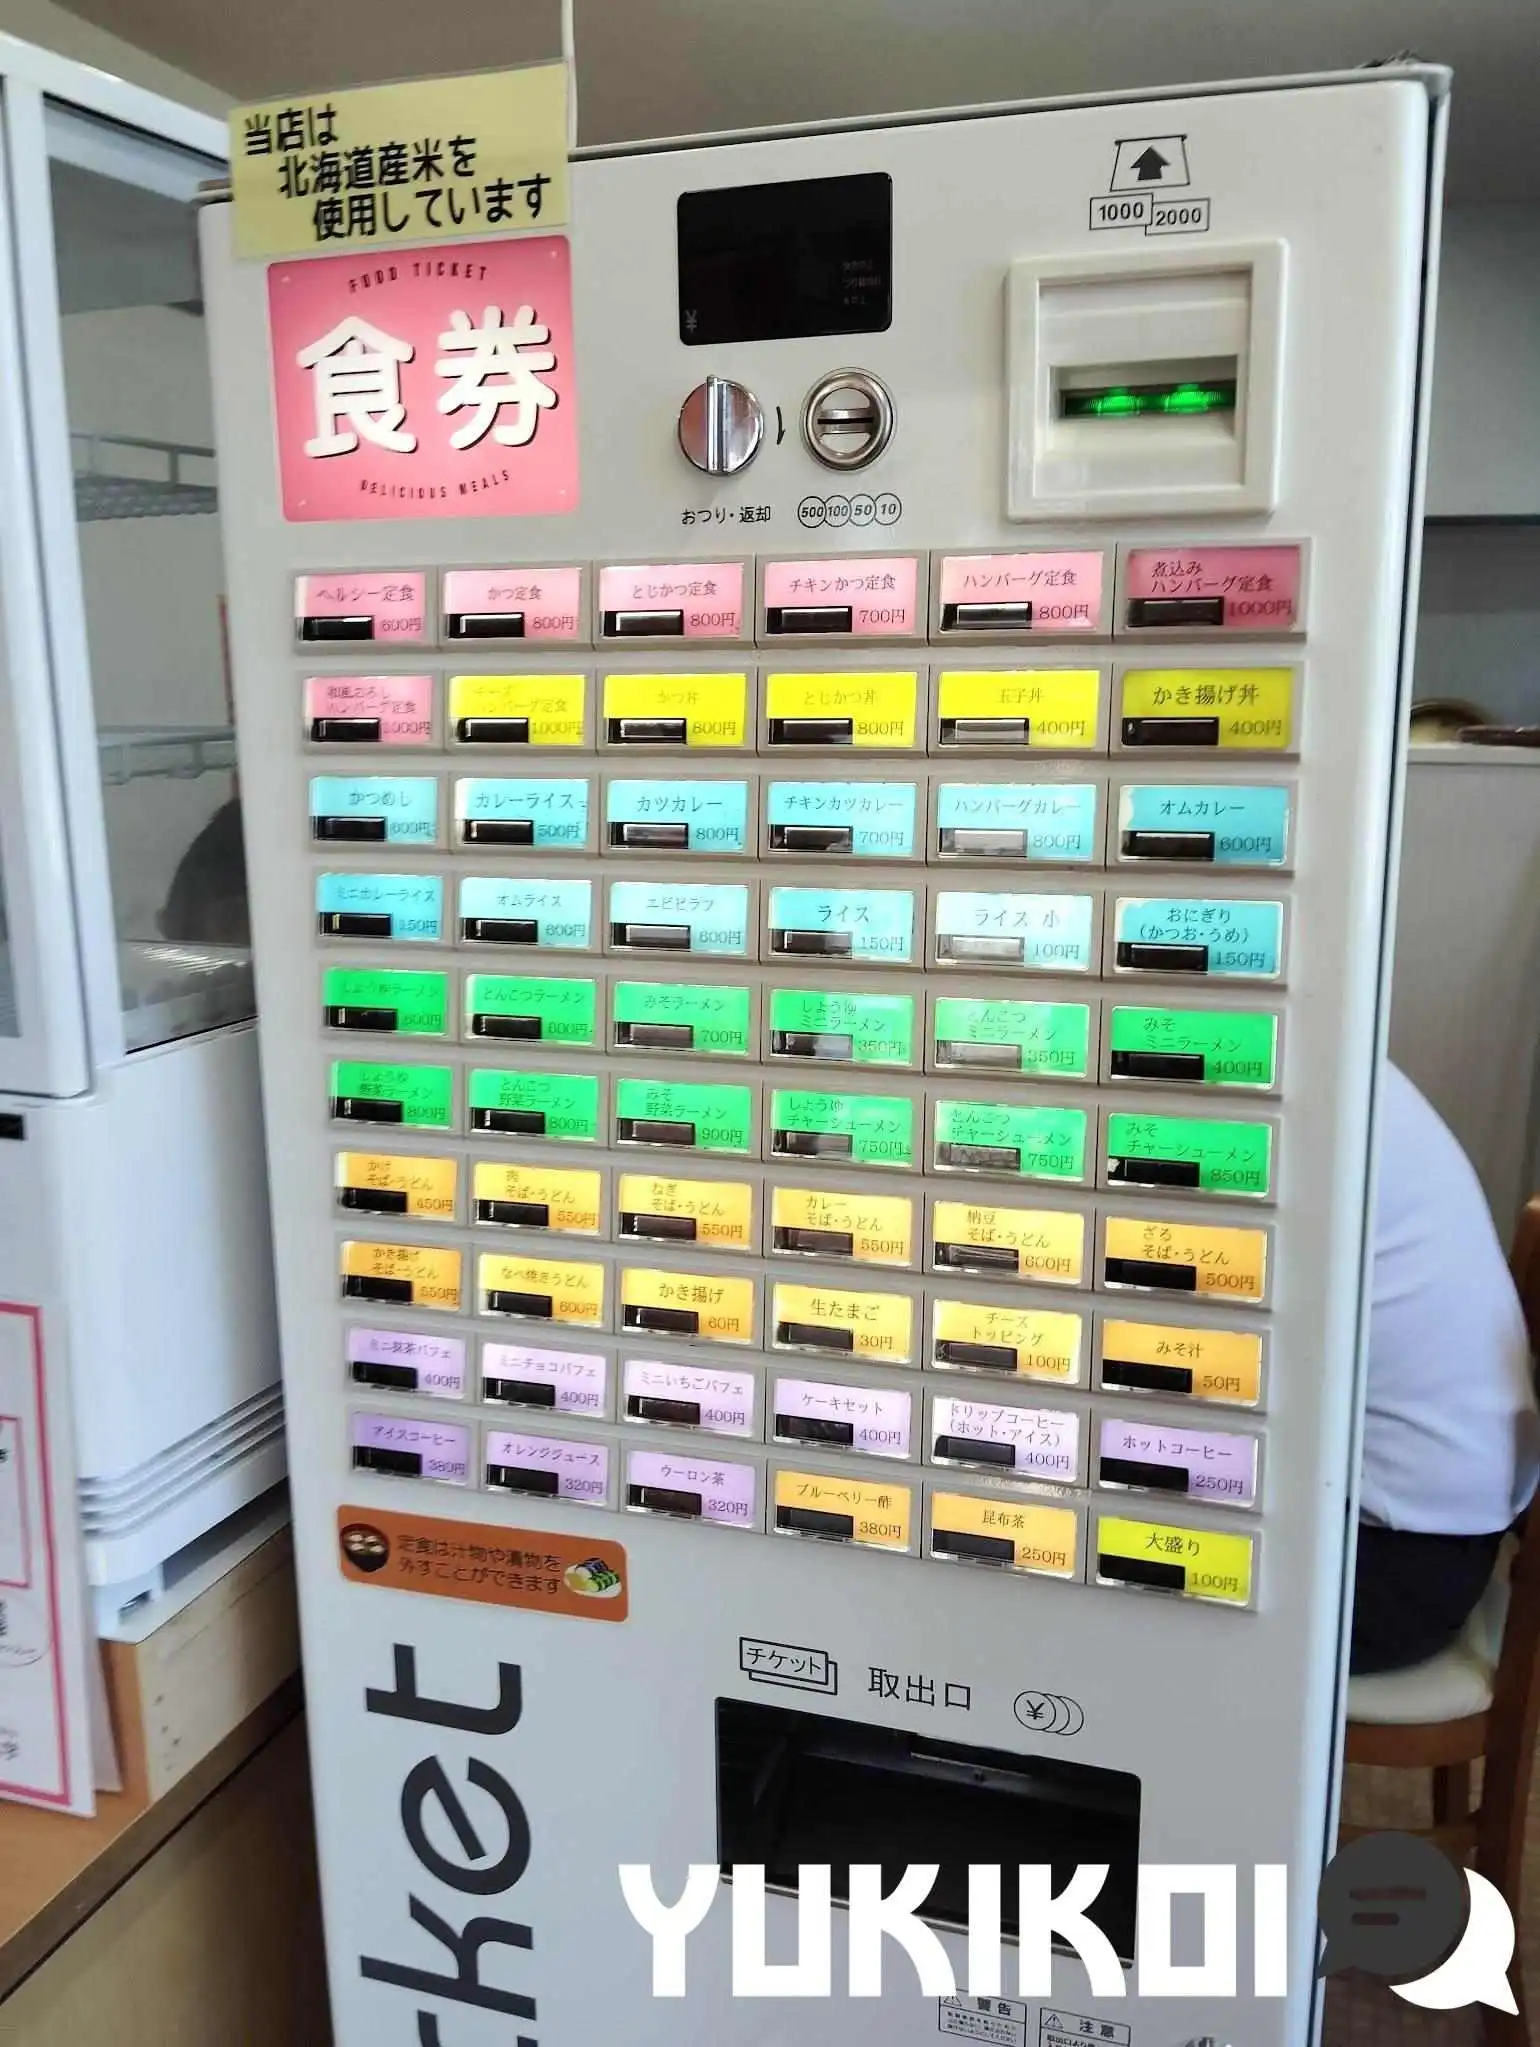 当店は
北海道産米を
使用しています
FOOD TICKET
食券
DELICIOUS MEALS
1000 2000
¥
おつり・返却
500 100 50 10
ヘルシー定食 600円
かつ定食 800円
とじかつ定食 800円
チキンかつ定食 700円
ハンバーグ定食 800円
煮込み
ハンバーグ定食 1000円
和風おろし
ハンバーグ定食 1000円
チーズ
ハンバーグ定食 1000円
かつ丼 800円
とじかつ丼 800円
玉子丼 400円
かき揚げ丼 400円
かつめし 600円
カレーライス 500円
カツカレー 800円
チキンカツカレー 700円
ハンバーグカレー 800円
オムカレー 600円
ミニカレーライス 150円
オムライス 600円
エビピラフ 600円
ライス 150円
ライス 小 100円
おにぎり
(かつお・うめ) 150円
しょうゆラーメン 600円
とんこつラーメン 600円
みそラーメン 700円
しょうゆ
ミニラーメン 350円
とんこつ
ミニラーメン 350円
みそ
ミニラーメン 400円
しょうゆ
野菜ラーメン 800円
とんこつ
野菜ラーメン 800円
みそ
野菜ラーメン 900円
しょうゆ
チャーシューメン 750円
とんこつ
チャーシューメン 750円
みそ
チャーシューメン 850円
かけ
そば・うどん 450円
肉
そば・うどん 550円
ねぎ
そば・うどん 550円
カレー
そば・うどん 550円
納豆
そば・うどん 600円
ざる
そば・うどん 500円
かき揚げ
そば・うどん 550円
なべ焼きうどん 600円
かき揚げ 60円
生たまご 30円
チーズ
トッピング 100円
みそ汁 50円
ミニ抹茶パフェ 400円
ミニチョコパフェ 400円
ミニいちごパフェ 400円
ケーキセット 400円
ドリップコーヒー
(ホット・アイス) 400円
ホットコーヒー 250円
アイスコーヒー 380円
オレンジジュース 320円
ウーロン茶 320円
ブルーベリー酢 380円
昆布茶 250円
大盛り 100円
定食は汁物や漬物を
外すことができます
チケット 取出口 ¥
cket
YUKIKOI
警告
注意